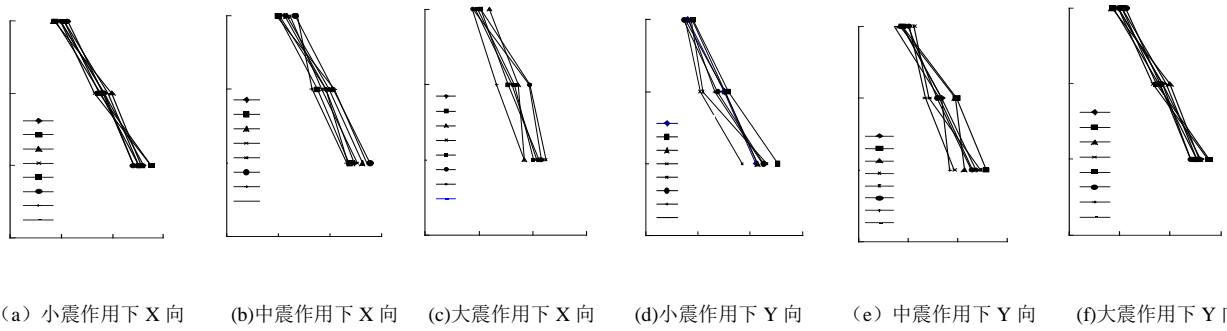 （a）小震作用下 X 向 (b)中震作用下 X 向 (c)大震作用下 X 向 (d)小震作用下 Y 向 （e）中震作用下 Y 向 (f)大震作用下 Y 向